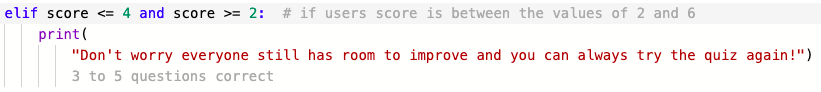 elif score <= 4 and score >= 2:  # if users score is between the values of 2 and 6
print(
"Don't worry everyone still has room to improve and you can always try the quiz again!")
3 to 5 questions correct